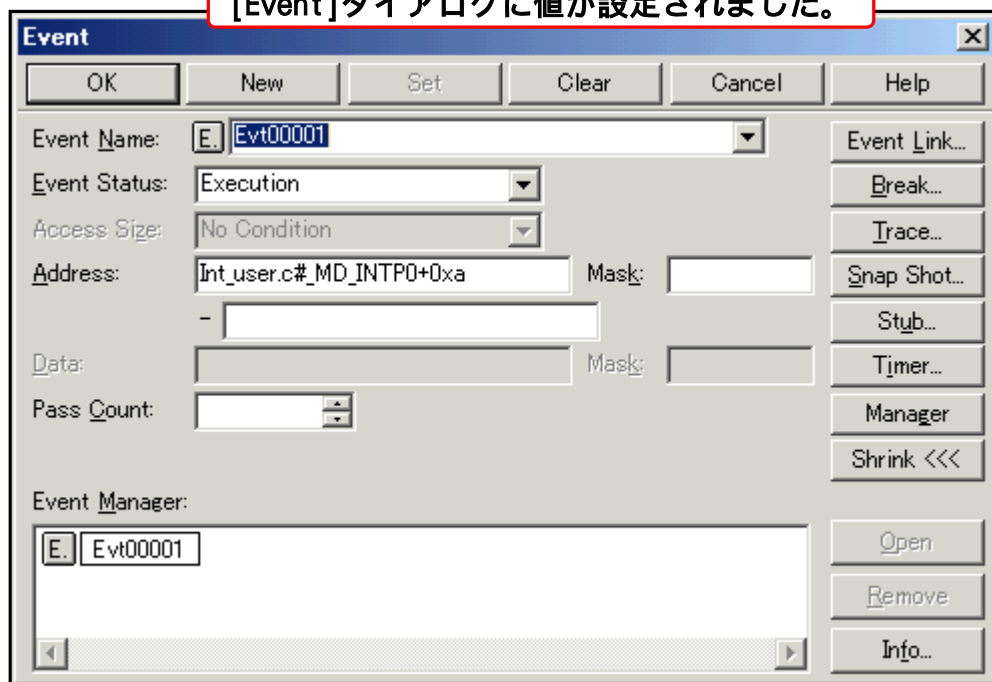 [Event]ダイアログに値が設定されました。
Event
OK New Set Clear Cancel Help
Event Name: E. Evt00001 Event Link...
Event Status: Execution Break...
Access Size: No Condition Trace...
Address: Int_user.c#_MD_INTP0+0xa Mask: Snap Shot...
- Stub...
Data: Mask: Timer...
Pass Count: Manager
Shrink <<<
Event Manager:
E. Evt00001 Open
Remove
Info...